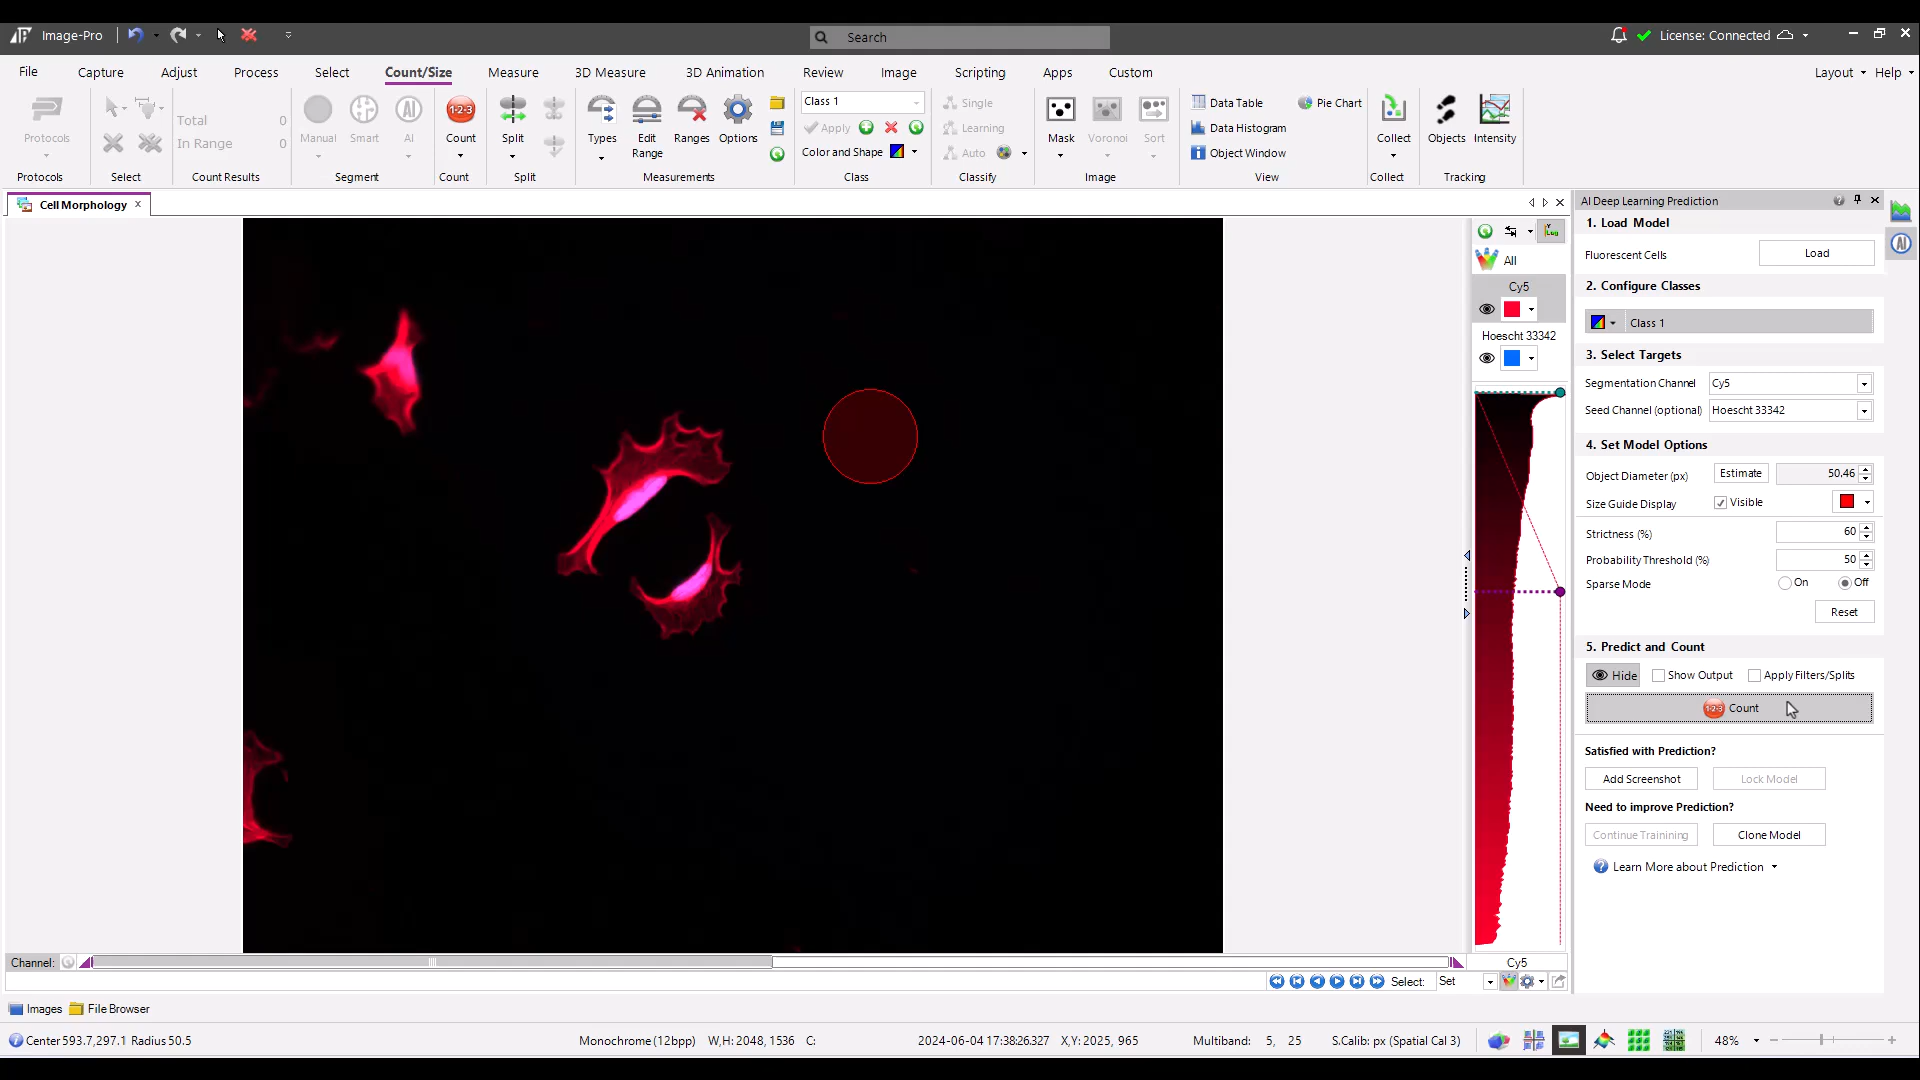 Image-Pro
Search
License: Connected
File
Capture
Adjust
Process
Select
Count/Size
Measure
3D Measure
3D Animation
Review
Image
Scripting
Apps
Custom
Layout
Help
Protocols
Protocols
Select
Total 0
In Range 0
Count Results
Manual
Smart
AI
Segment
Count
Count
Split
Split
Types
Edit
Range
Ranges
Options
Measurements
Class 1
Apply
Color and Shape
Class
Single
Learning
Auto
Classify
Mask
Voronoi
Sort
Image
Data Table
Pie Chart
Data Histogram
Object Window
View
Collect
Collect
Objects
Intensity
Tracking
Cell Morphology
All
Cy5
Hoescht 33342
AI Deep Learning Prediction
1. Load Model
Fluorescent Cells
Load
2. Configure Classes
Class 1
3. Select Targets
Segmentation Channel Cy5
Seed Channel (optional) Hoescht 33342
4. Set Model Options
Object Diameter (px) Estimate 50.46
Size Guide Display Visible
Strictness (%) 60
Probability Threshold (%) 50
Sparse Mode On Off
Reset
5. Predict and Count
Hide Show Output Apply Filters/Splits
1·2·3 Count
Satisfied with Prediction?
Add Screenshot Lock Model
Need to improve Prediction?
Continue Trainining Clone Model
Learn More about Prediction
Channel:
Cy5
Select: Set
Images File Browser
Center 593.7,297.1 Radius 50.5
Monochrome (12bpp) W,H: 2048, 1536 C:
2024-06-04 17:38:26.327 X,Y: 2025, 965
Multiband: 5, 25
S.Calib: px (Spatial Cal 3)
48%